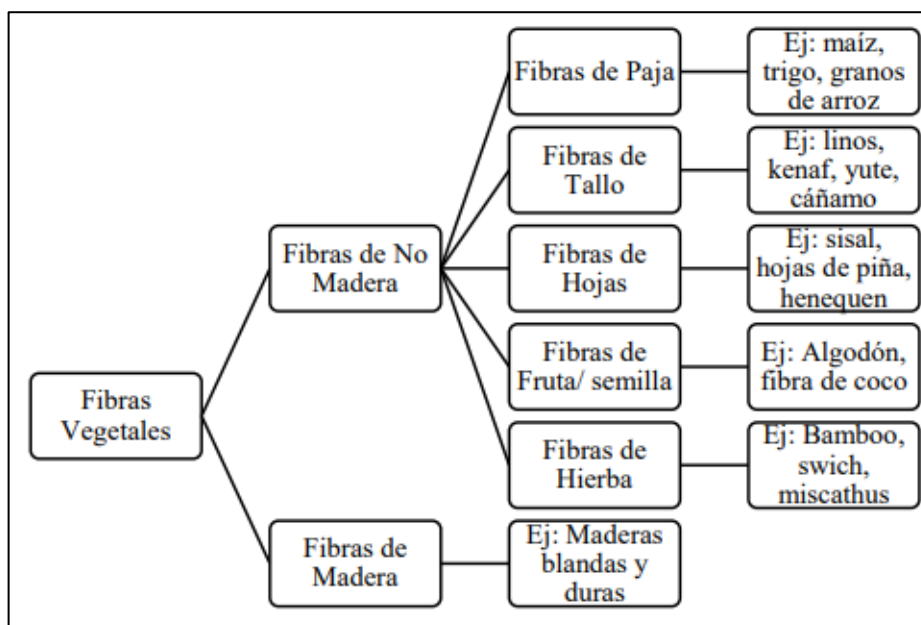 Fibras
Vegetales
Fibras de No
Madera
Fibras de Paja
Ej: maíz,
trigo, granos
de arroz
Fibras de
Tallo
Ej: linos,
kenaf, yute,
cáñamo
Fibras de
Hojas
Ej: sisal,
hojas de piña,
henequen
Fibras de
Fruta/ semilla
Ej: Algodón,
fibra de coco
Fibras de
Hierba
Ej: Bamboo,
swich,
miscathus
Fibras de
Madera
Ej: Maderas
blandas y
duras